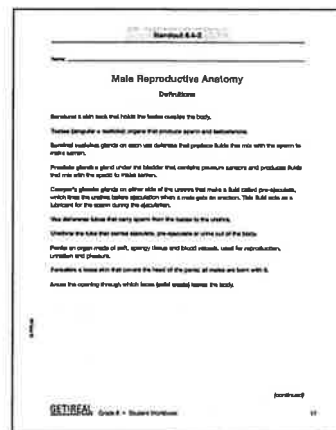 Handout 6.4-2
Name
Male Reproductive Anatomy
Definitions
Scrotum: a skin sack that holds the testes outside the body.
Testes (singular = testicle): organs that produce sperm and testosterone.
Seminal vesicles: glands on each vas deferens that produce fluids that mix with the sperm to
make semen.
Prostate gland: a gland under the bladder that contains pressure sensors and produces fluids
that mix with the sperm to make semen.
Cowper's glands: glands on either side of the urethra that make a fluid called pre-ejaculate,
which lines the urethra before ejaculation when a male gets an erection. This fluid acts as a
lubricant for the sperm during the ejaculation.
Vas deferens: tubes that carry sperm from the testes to the urethra.
Urethra: the tube that carries ejaculate, pre-ejaculate or urine out of the body.
Penis: an organ made of soft, spongy tissue and blood vessels, used for reproduction,
urination and pleasure.
Foreskin: a loose skin that covers the head of the penis; all males are born with it.
Anus: the opening through which feces (solid waste) leaves the body.
(continued)
GET REAL Grade 6 • Student Workbook